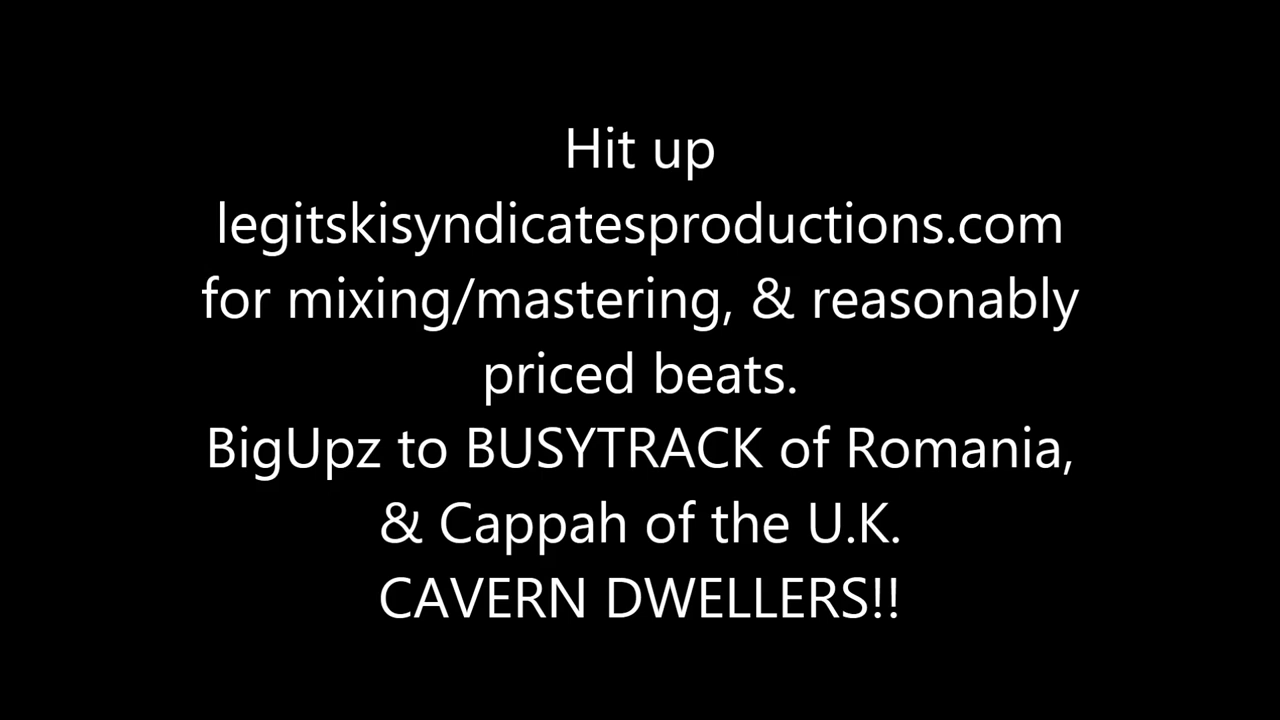 Hit up
legitskisyndicatesproductions.com
for mixing/mastering, & reasonably
priced beats.
BigUpz to BUSYTRACK of Romania,
& Cappah of the U.K.
CAVERN DWELLERS!!